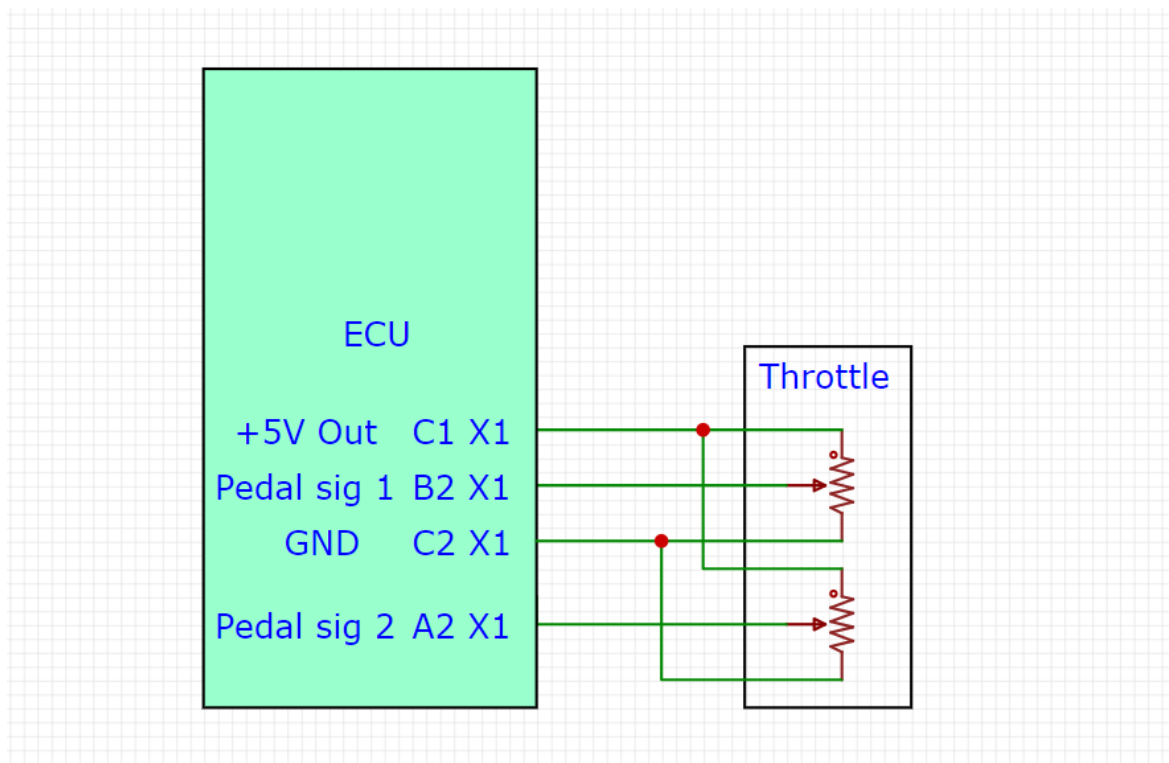 ECU
Throttle
+5V Out C1 X1
Pedal sig 1 B2 X1
GND C2 X1
Pedal sig 2 A2 X1